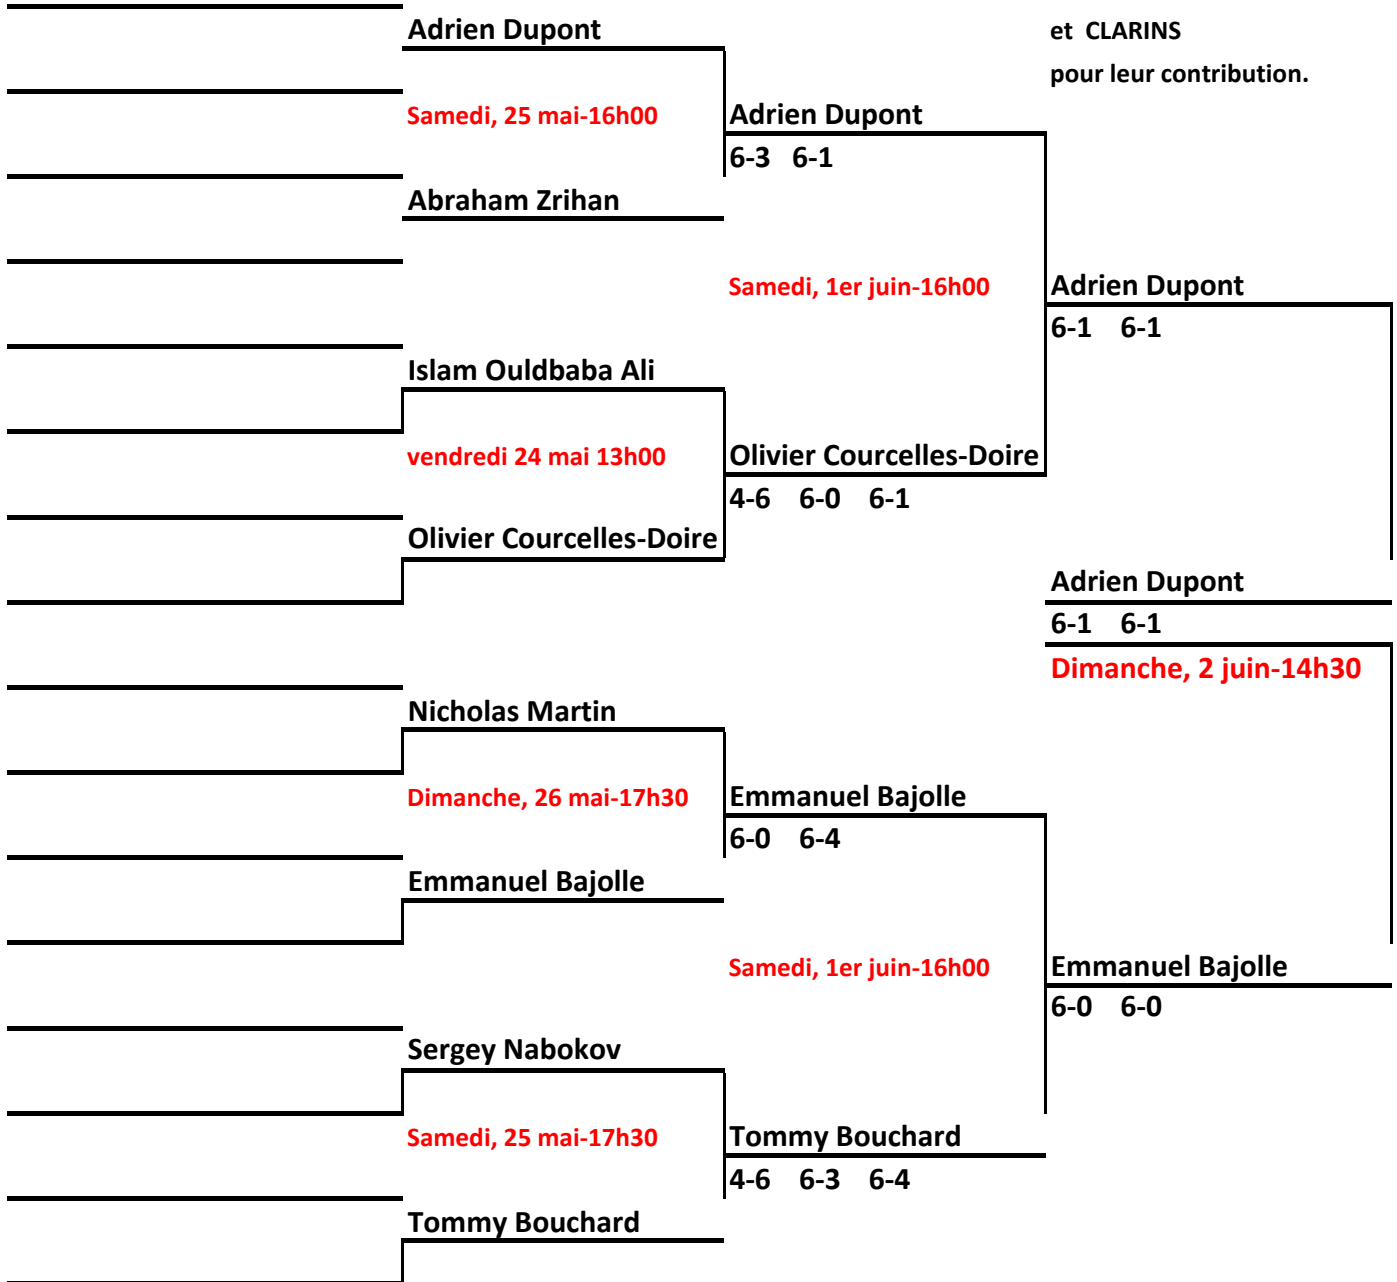 Adrien Dupont
et  CLARINS
pour leur contribution.
Samedi, 25 mai-16h00
Adrien Dupont
6-3   6-1
Abraham Zrihan
Samedi, 1er juin-16h00
Adrien Dupont
6-1    6-1
Islam Ouldbaba Ali
vendredi 24 mai 13h00
Olivier Courcelles-Doire
4-6    6-0    6-1
Olivier Courcelles-Doire
Adrien Dupont
6-1    6-1
Dimanche, 2 juin-14h30
Nicholas Martin
Dimanche, 26 mai-17h30
Emmanuel Bajolle
6-0    6-4
Emmanuel Bajolle
Samedi, 1er juin-16h00
Emmanuel Bajolle
6-0    6-0
Sergey Nabokov
Samedi, 25 mai-17h30
Tommy Bouchard
4-6    6-3    6-4
Tommy Bouchard